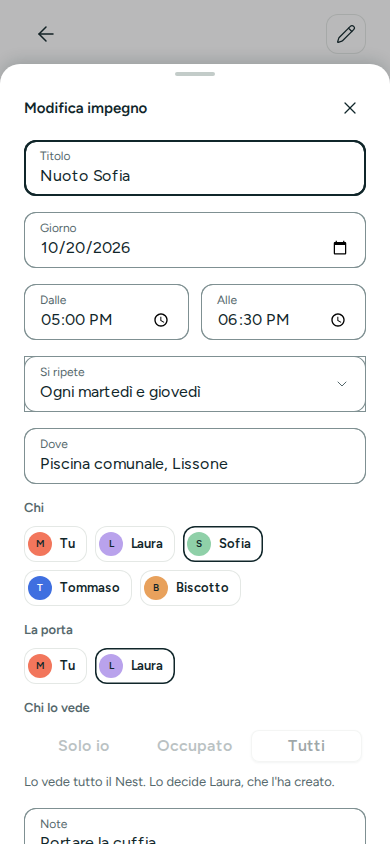 Modifica impegno
Titolo
Nuoto Sofia
Giorno
10/20/2026
Dalle
05:00 PM
Alle
06:30 PM
Si ripete
Ogni martedì e giovedì
Dove
Piscina comunale, Lissone
Chi
M Tu
L Laura
S Sofia
T Tommaso
B Biscotto
La porta
M Tu
L Laura
Chi lo vede
Solo io
Occupato
Tutti
Lo vede tutto il Nest. Lo decide Laura, che l'ha creato.
Note
Portare la cuffia